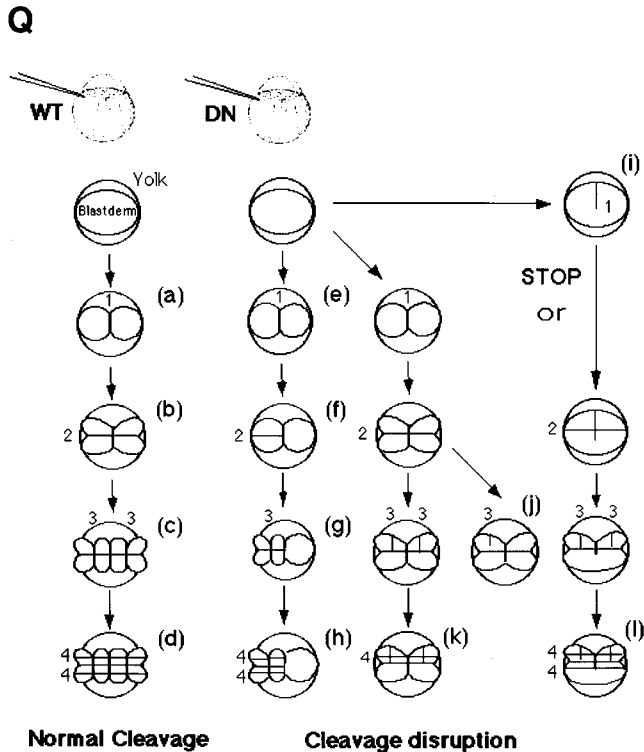 Q
WT DN
Yolk (i)
Blastderm 1
1 (a) 1 (e) 1 STOP
or
2 (b) 2 (f) 2 2
3 3 (c) 3 (g) 3 3 3 (j) 3 3
4 4 (d) 4 4 (h) 4 (k) 4 4 (l)
Normal Cleavage Cleavage disruption